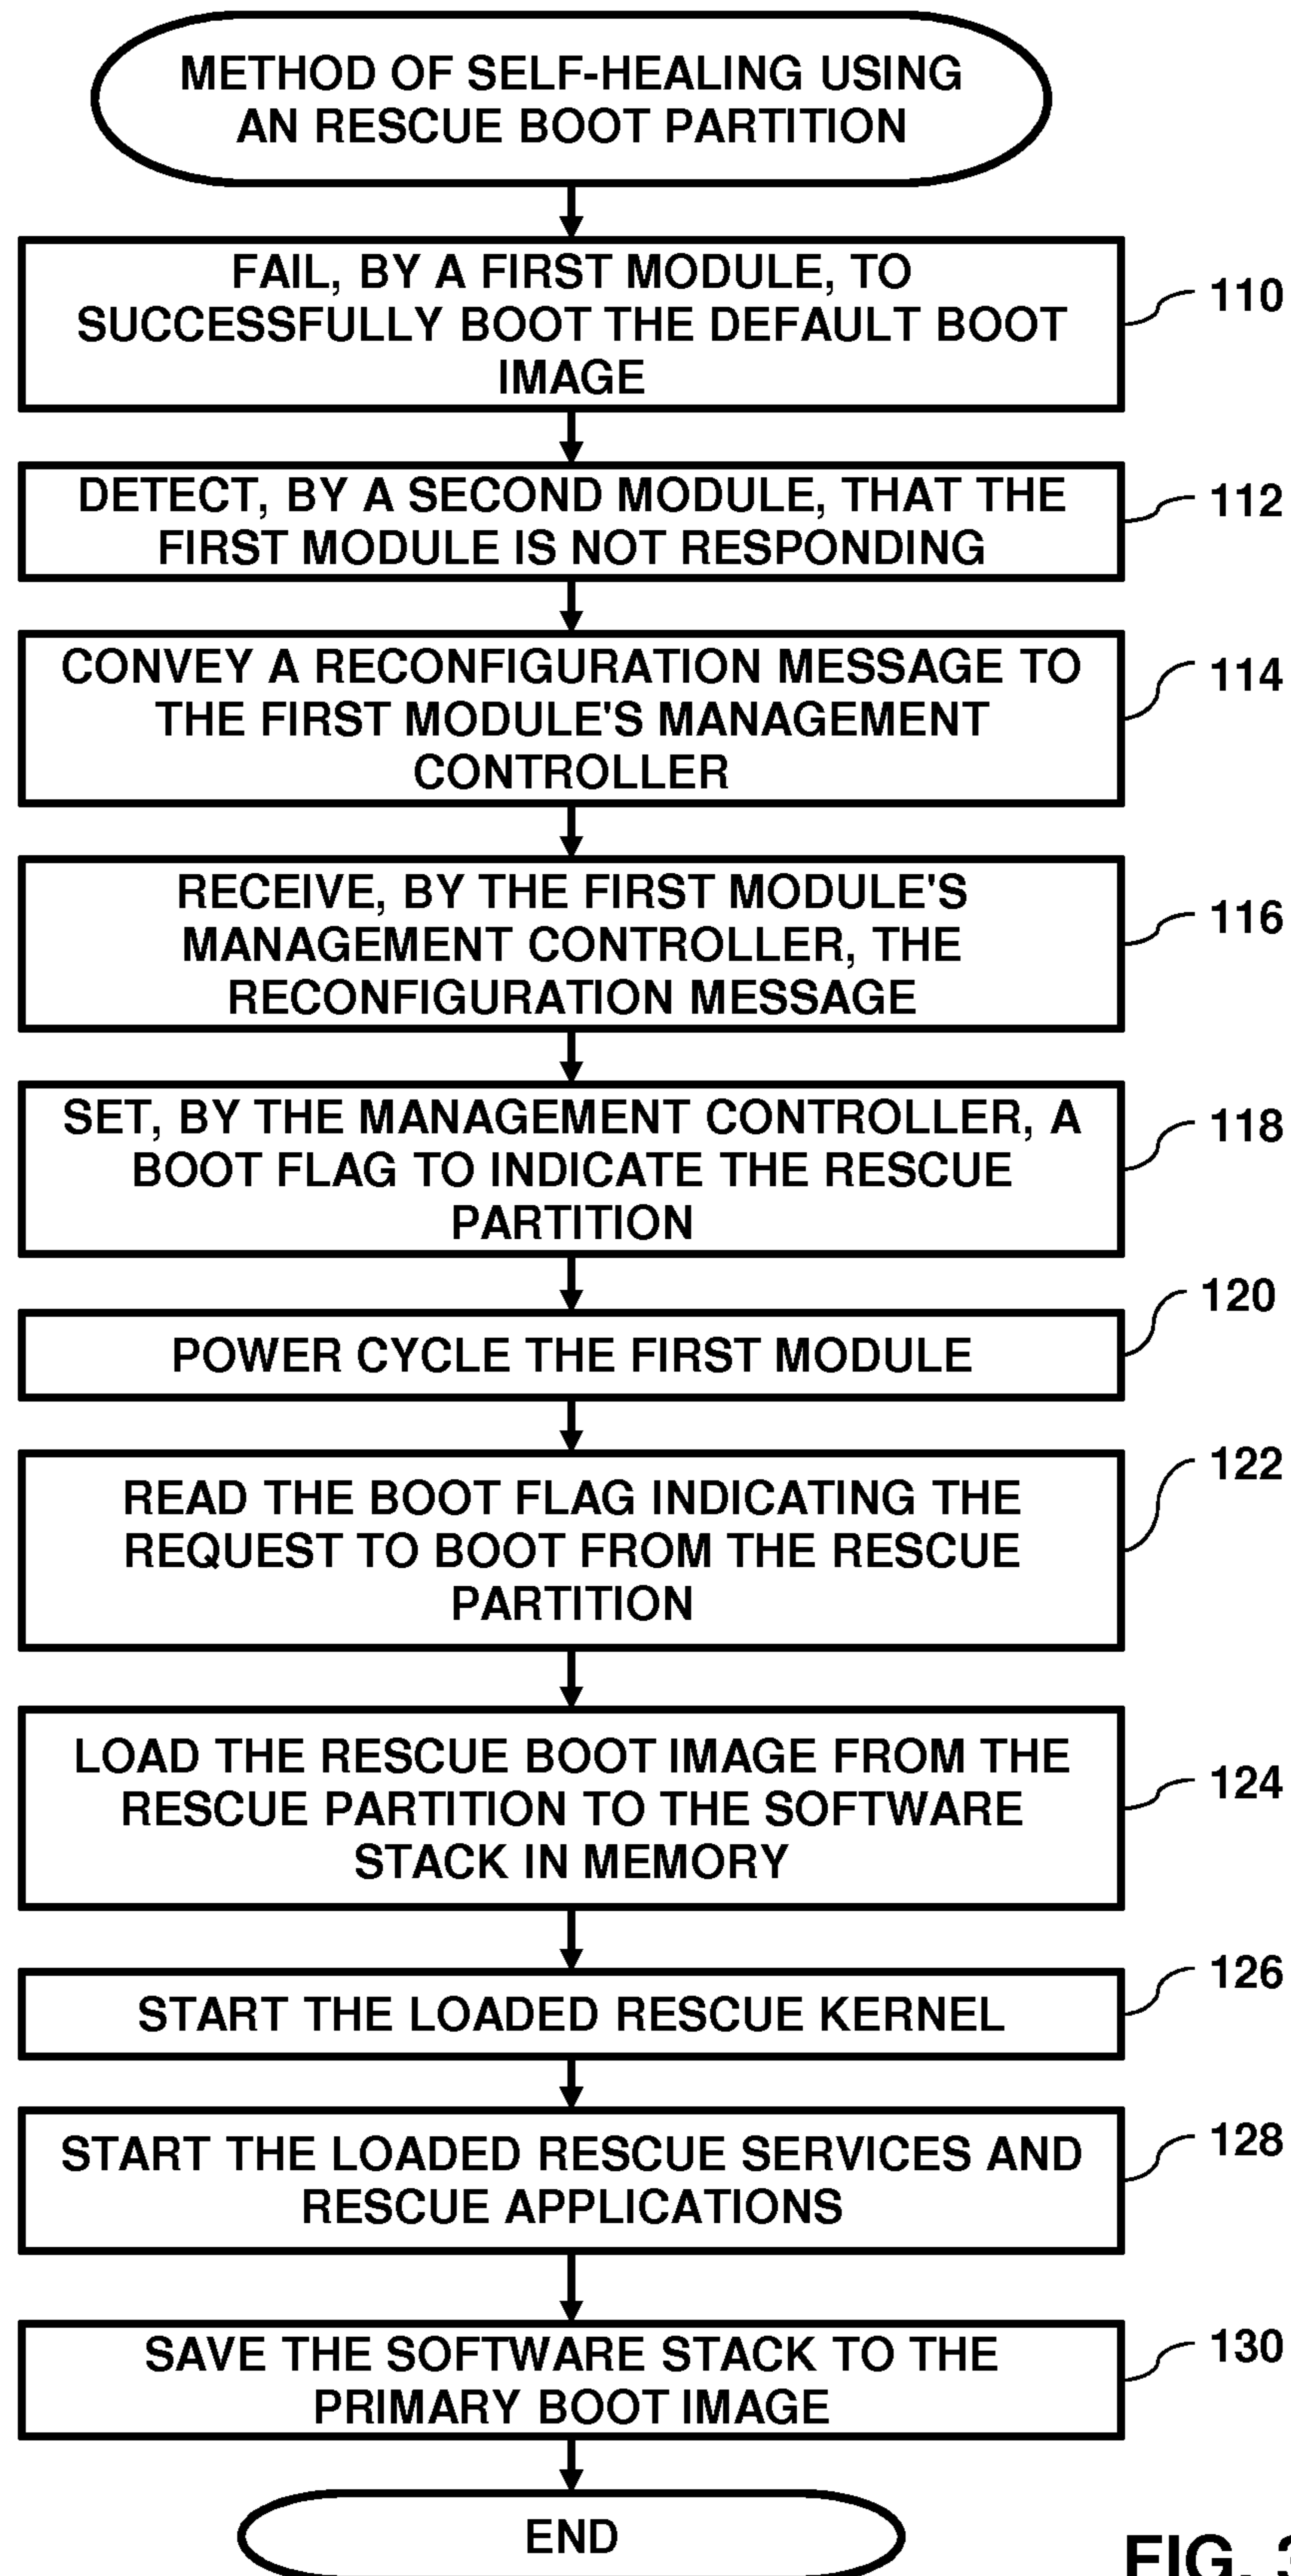 METHOD OF SELF-HEALING USING
AN RESCUE BOOT PARTITION
FAIL, BY A FIRST MODULE, TO
SUCCESSFULLY BOOT THE DEFAULT BOOT
IMAGE
110
DETECT, BY A SECOND MODULE, THAT THE
FIRST MODULE IS NOT RESPONDING
112
CONVEY A RECONFIGURATION MESSAGE TO
THE FIRST MODULE'S MANAGEMENT
CONTROLLER
114
RECEIVE, BY THE FIRST MODULE'S
MANAGEMENT CONTROLLER, THE
RECONFIGURATION MESSAGE
116
SET, BY THE MANAGEMENT CONTROLLER, A
BOOT FLAG TO INDICATE THE RESCUE
PARTITION
118
POWER CYCLE THE FIRST MODULE
120
READ THE BOOT FLAG INDICATING THE
REQUEST TO BOOT FROM THE RESCUE
PARTITION
122
LOAD THE RESCUE BOOT IMAGE FROM THE
RESCUE PARTITION TO THE SOFTWARE
STACK IN MEMORY
124
START THE LOADED RESCUE KERNEL
126
START THE LOADED RESCUE SERVICES AND
RESCUE APPLICATIONS
128
SAVE THE SOFTWARE STACK TO THE
PRIMARY BOOT IMAGE
130
END
FIG. 3